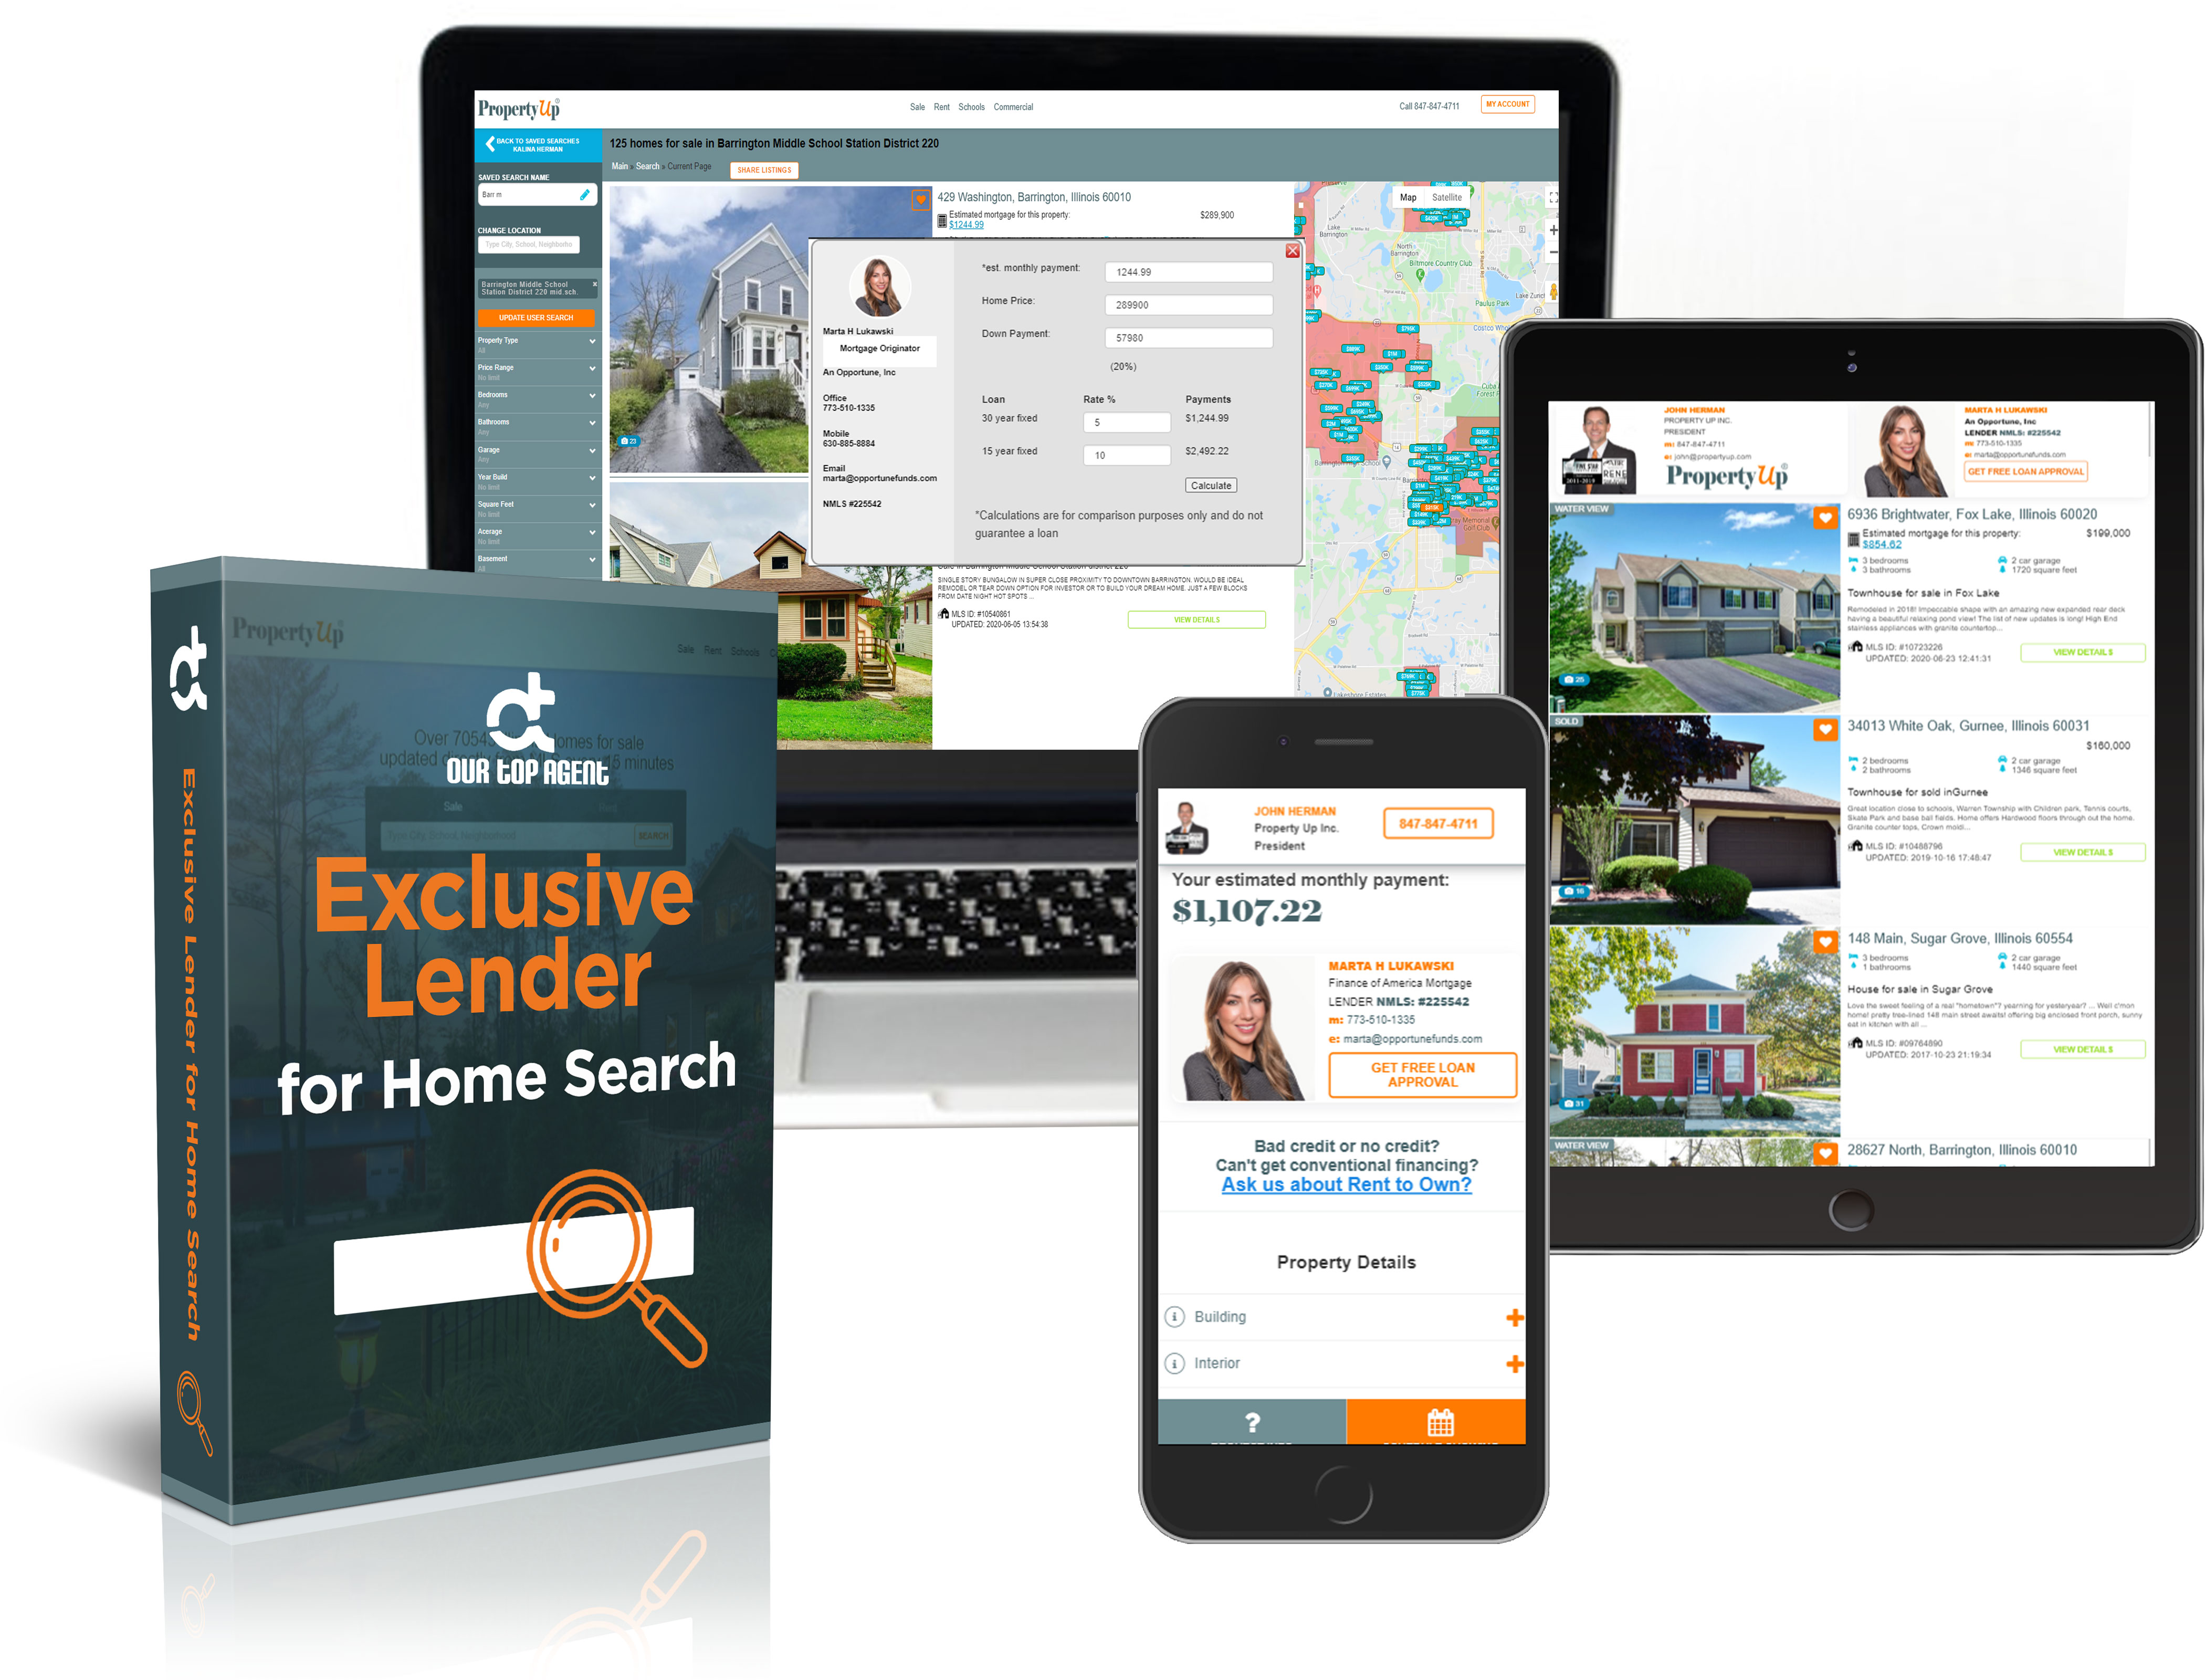 PropertyUp
Sale Rent Schools Commercial
Call 847-847-4711
MY ACCOUNT
BACK TO SAVED SEARCHES
KALINA HERMAN
125 homes for sale in Barrington Middle School Station District 220
Main » Search » Current Page
SHARE LISTINGS
SAVED SEARCH NAME
Barr m
CHANGE LOCATION
Type City, School, Neighborho
Barrington Middle School
Station District 220 mid.sch.
UPDATE USER SEARCH
Property Type
All
Price Range
No limit
Bedrooms
Any
Bathrooms
Any
Garage
Any
Year Build
No limit
Square Feet
No limit
Acerage
No limit
Basement
All
23
429 Washington, Barrington, Illinois 60010
Estimated mortgage for this property:
$1244.99
$289,900
Marta H Lukawski
Mortgage Originator
An Opportune, Inc
Office
773-510-1335
Mobile
630-885-8884
Email
marta@opportunefunds.com
NMLS #225542
*est. monthly payment:
1244.99
Home Price:
289900
Down Payment:
57980
(20%)
Loan Rate % Payments
30 year fixed 5 $1,244.99
15 year fixed 10 $2,492.22
Calculate
*Calculations are for comparison purposes only and do not
guarantee a loan
SINGLE STORY BUNGALOW IN SUPER CLOSE PROXIMITY TO DOWNTOWN BARRINGTON. WOULD BE IDEAL
REMODEL OR TEAR DOWN OPTION FOR INVESTOR OR TO BUILD YOUR DREAM HOME. JUST A FEW BLOCKS
FROM DATE NIGHT HOT SPOTS ...
MLS ID: #10540861
UPDATED: 2020-06-05 13:54:38
VIEW DETAILS
Map Satellite
Lake
Barrington
North
Barrington
Biltmore Country Club
Lake Zurich
Paulus Park
Lakeshore Estates
JOHN HERMAN
PROPERTY UP INC.
PRESIDENT
m: 847-847-4711
e: john@propertyup.com
PropertyUp
MARTA H LUKAWSKI
An Opportune, Inc
LENDER NMLS: #225542
m: 773-510-1335
e: marta@opportunefunds.com
GET FREE LOAN APPROVAL
WATER VIEW
25
6936 Brightwater, Fox Lake, Illinois 60020
Estimated mortgage for this property:
$854.62
$199,000
3 bedrooms
3 bathrooms
2 car garage
1720 square feet
Townhouse for sale in Fox Lake
Remodeled in 2018! Impeccable shape with an amazing new expanded rear deck
having a beautiful relaxing pond view! The list of new updates is long! High End
stainless appliances with granite countertop...
MLS ID: #10723226
UPDATED: 2020-06-23 12:41:31
VIEW DETAILS
SOLD
16
34013 White Oak, Gurnee, Illinois 60031
$160,000
2 bedrooms
2 bathrooms
2 car garage
1346 square feet
Townhouse for sold inGurnee
Great location close to schools, Warren Township with Children park, Tennis courts,
Skate Park and base ball fields. Home offers Hardwood floors through out the home.
Granite counter tops, Crown moldi...
MLS ID: #10488796
UPDATED: 2019-10-16 17:48:47
VIEW DETAILS
31
148 Main, Sugar Grove, Illinois 60554
3 bedrooms
1 bathrooms
2 car garage
1440 square feet
House for sale in Sugar Grove
Love the sweet feeling of a real "hometown"? yearning for yesteryear? ... Well c'mon
home! pretty tree-lined 148 main street awaits! offering big enclosed front porch, sunny
eat in kitchen with all ...
MLS ID: #09764890
UPDATED: 2017-10-23 21:19:34
VIEW DETAILS
WATER VIEW
28627 North, Barrington, Illinois 60010
JOHN HERMAN
Property Up Inc.
President
847-847-4711
Your estimated monthly payment:
$1,107.22
MARTA H LUKAWSKI
Finance of America Mortgage
LENDER NMLS: #225542
m: 773-510-1335
e: marta@opportunefunds.com
GET FREE LOAN
APPROVAL
Bad credit or no credit?
Can't get conventional financing?
Ask us about Rent to Own?
Property Details
Building
Interior
PropertyUp
Sale Rent Schools
Over 7054
homes for sale
updated
minutes
Sale
Type City, School, Neighborhood
SEARCH
OUR TOP AGENT
Exclusive
Lender
for Home Search
Exclusive Lender for Home Search